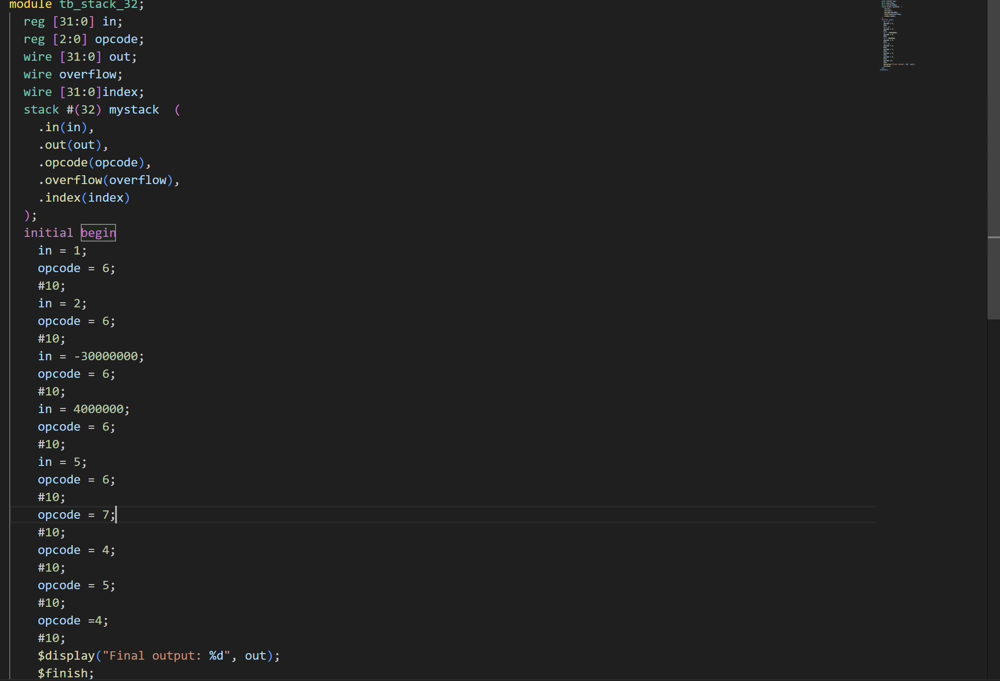 module tb_stack_32;
reg [31:0] in;
reg [2:0] opcode;
wire [31:0] out;
wire overflow;
wire [31:0]index;
stack #(32) mystack  (
.in(in),
.out(out),
.opcode(opcode),
.overflow(overflow),
.index(index)
);
initial begin
in = 1;
opcode = 6;
#10;
in = 2;
opcode = 6;
#10;
in = -30000000;
opcode = 6;
#10;
in = 4000000;
opcode = 6;
#10;
in = 5;
opcode = 6;
#10;
opcode = 7;
#10;
opcode = 4;
#10;
opcode = 5;
#10;
opcode =4;
#10;
$display("Final output: %d", out);
$finish;